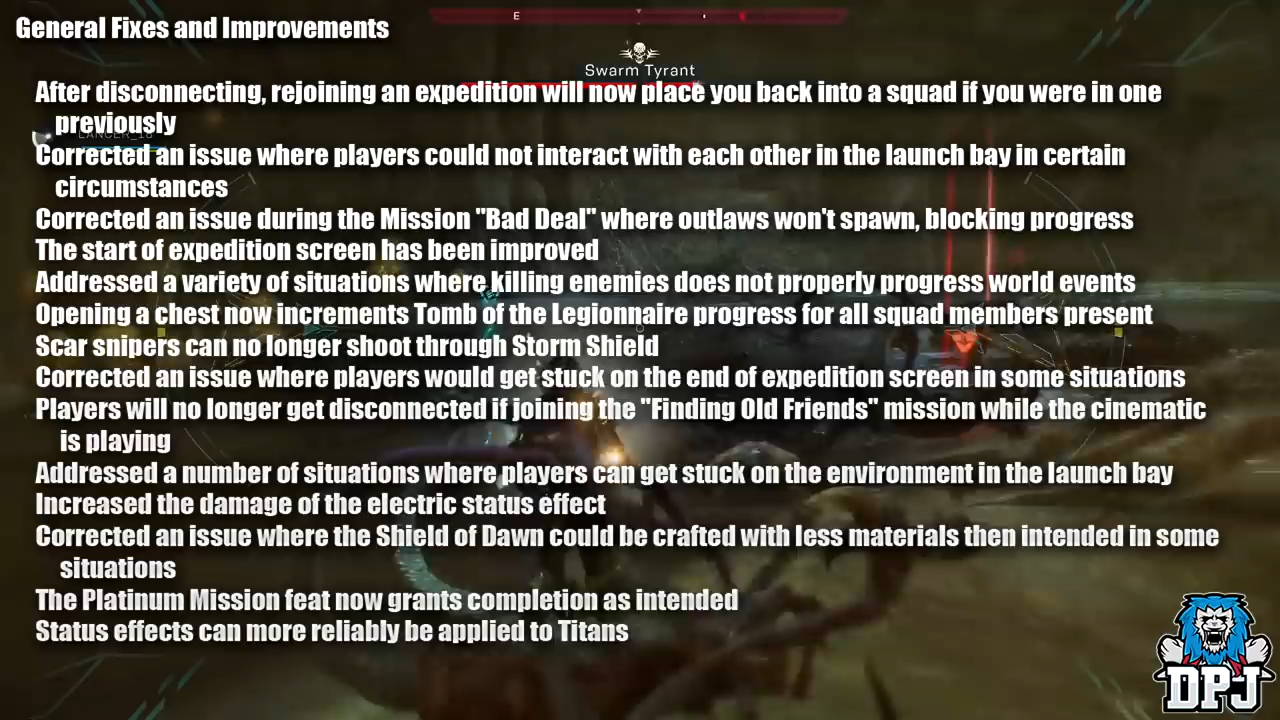 General Fixes and Improvements
E
Swarm Tyrant
After disconnecting, rejoining an expedition will now place you back into a squad if you were in one
previously
LANCER_18
Corrected an issue where players could not interact with each other in the launch bay in certain
circumstances
Corrected an issue during the Mission "Bad Deal" where outlaws won't spawn, blocking progress
The start of expedition screen has been improved
Addressed a variety of situations where killing enemies does not properly progress world events
Opening a chest now increments Tomb of the Legionnaire progress for all squad members present
Scar snipers can no longer shoot through Storm Shield
Corrected an issue where players would get stuck on the end of expedition screen in some situations
Players will no longer get disconnected if joining the "Finding Old Friends" mission while the cinematic
is playing
Addressed a number of situations where players can get stuck on the environment in the launch bay
Increased the damage of the electric status effect
Corrected an issue where the Shield of Dawn could be crafted with less materials then intended in some
situations
The Platinum Mission feat now grants completion as intended
Status effects can more reliably be applied to Titans
DPJ